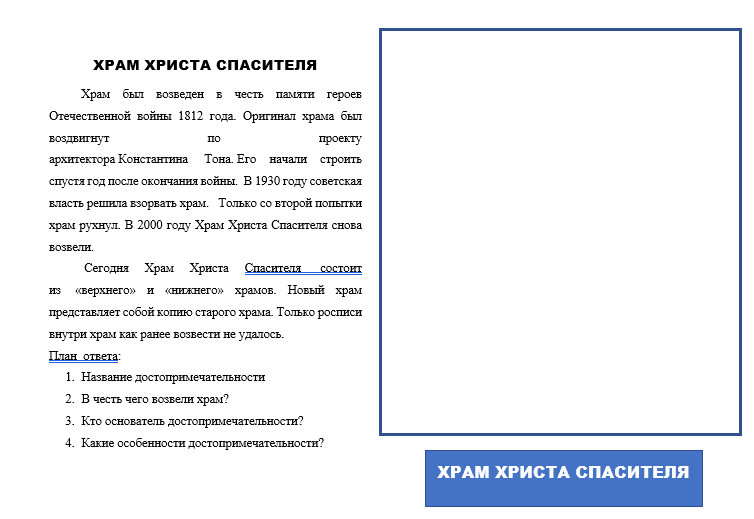 ХРАМ ХРИСТА СПАСИТЕЛЯ
Храм был возведен в честь памяти героев
Отечественной войны 1812 года. Оригинал храма был
воздвигнут по проекту
архитектора Константина Тона. Его начали строить
спустя год после окончания войны. В 1930 году советская
власть решила взорвать храм. Только со второй попытки
храм рухнул. В 2000 году Храм Христа Спасителя снова
возвели.
Сегодня Храм Христа Спасителя состоит
из «верхнего» и «нижнего» храмов. Новый храм
представляет собой копию старого храма. Только росписи
внутри храм как ранее возвести не удалось.
План ответа:
1. Название достопримечательности
2. В честь чего возвели храм?
3. Кто основатель достопримечательности?
4. Какие особенности достопримечательности?
ХРАМ ХРИСТА СПАСИТЕЛЯ